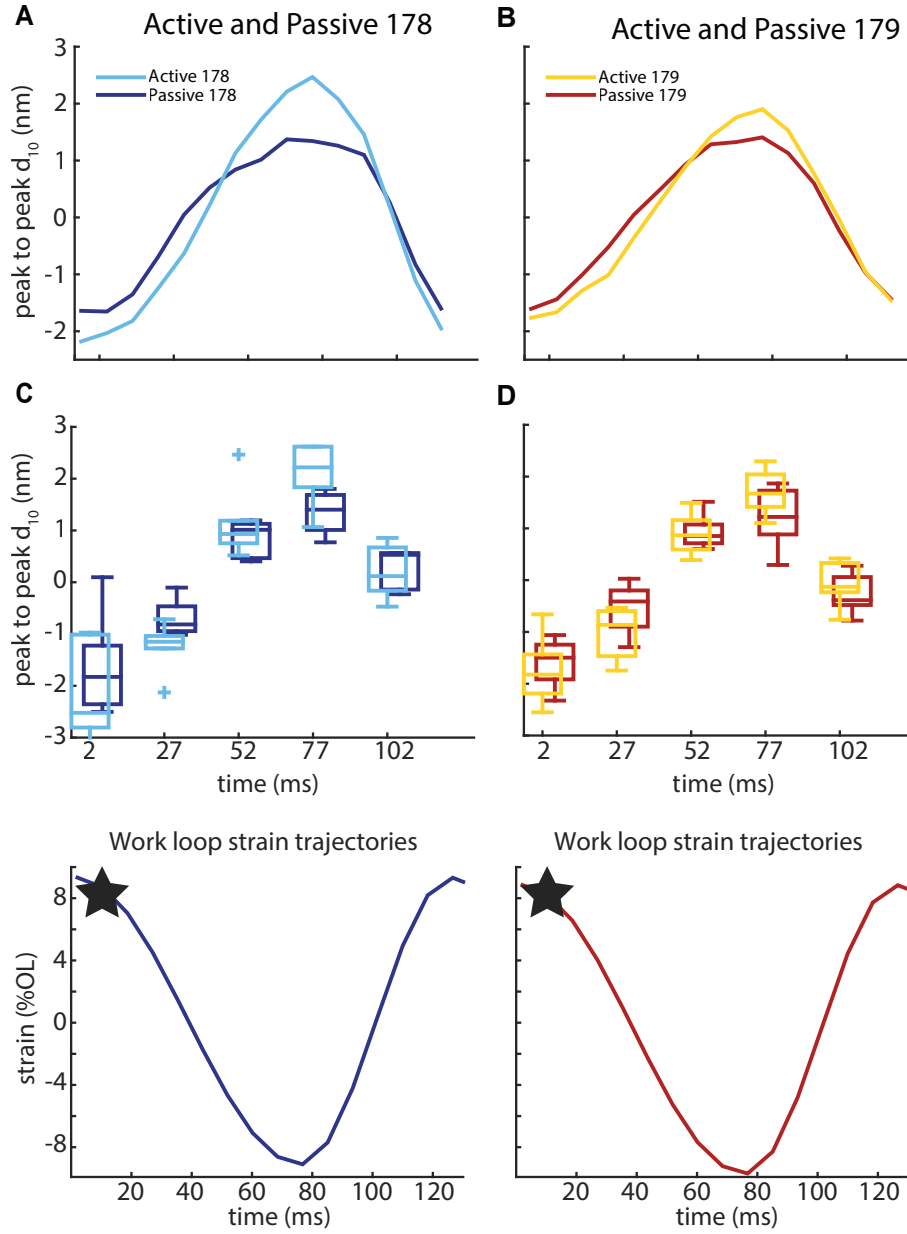 A
Active and Passive 178
B
Active and Passive 179
peak to peak d10 (nm)
3
2
1
0
-1
-2
Active 178
Passive 178
Active 179
Passive 179
C
D
peak to peak d10 (nm)
3
2
1
0
-1
-2
-3
2 27 52 77 102
time (ms)
2 27 52 77 102
time (ms)
Work loop strain trajectories
Work loop strain trajectories
strain (%OL)
8
4
0
-4
-8
20 40 60 80 100 120
time (ms)
20 40 60 80 100 120
time (ms)